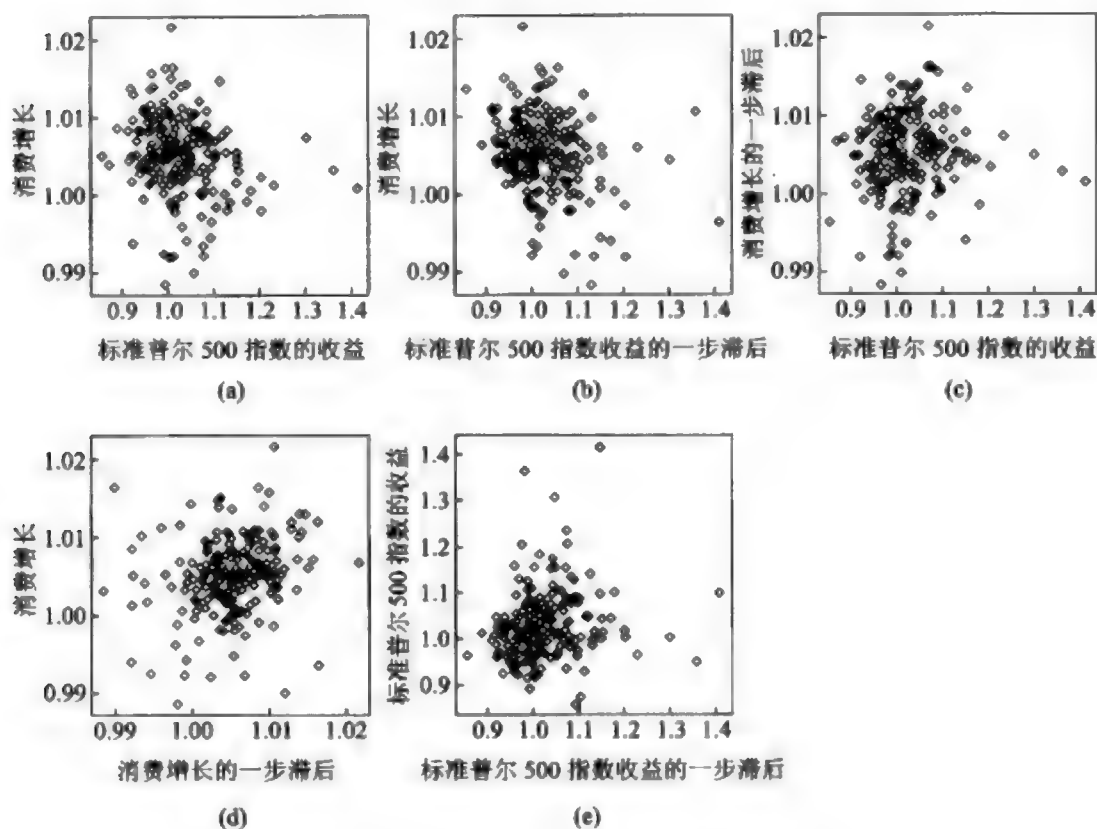 1.02
1.01
1.00
0.99
消费增长
0.9 1.0 1.1 1.2 1.3 1.4
标准普尔 500 指数的收益
(a)
1.02
1.01
1.00
0.99
消费增长
0.9 1.0 1.1 1.2 1.3 1.4
标准普尔 500 指数收益的一步滞后
(b)
1.02
1.01
1.00
0.99
消费增长的一步滞后
0.9 1.0 1.1 1.2 1.3 1.4
标准普尔 500 指数的收益
(c)
1.02
1.01
1.00
0.99
消费增长
0.99 1.00 1.01 1.02
消费增长的一步滞后
(d)
1.4
1.3
1.2
1.1
1.0
0.9
标准普尔 500 指数的收益
0.9 1.0 1.1 1.2 1.3 1.4
标准普尔 500 指数收益的一步滞后
(e)